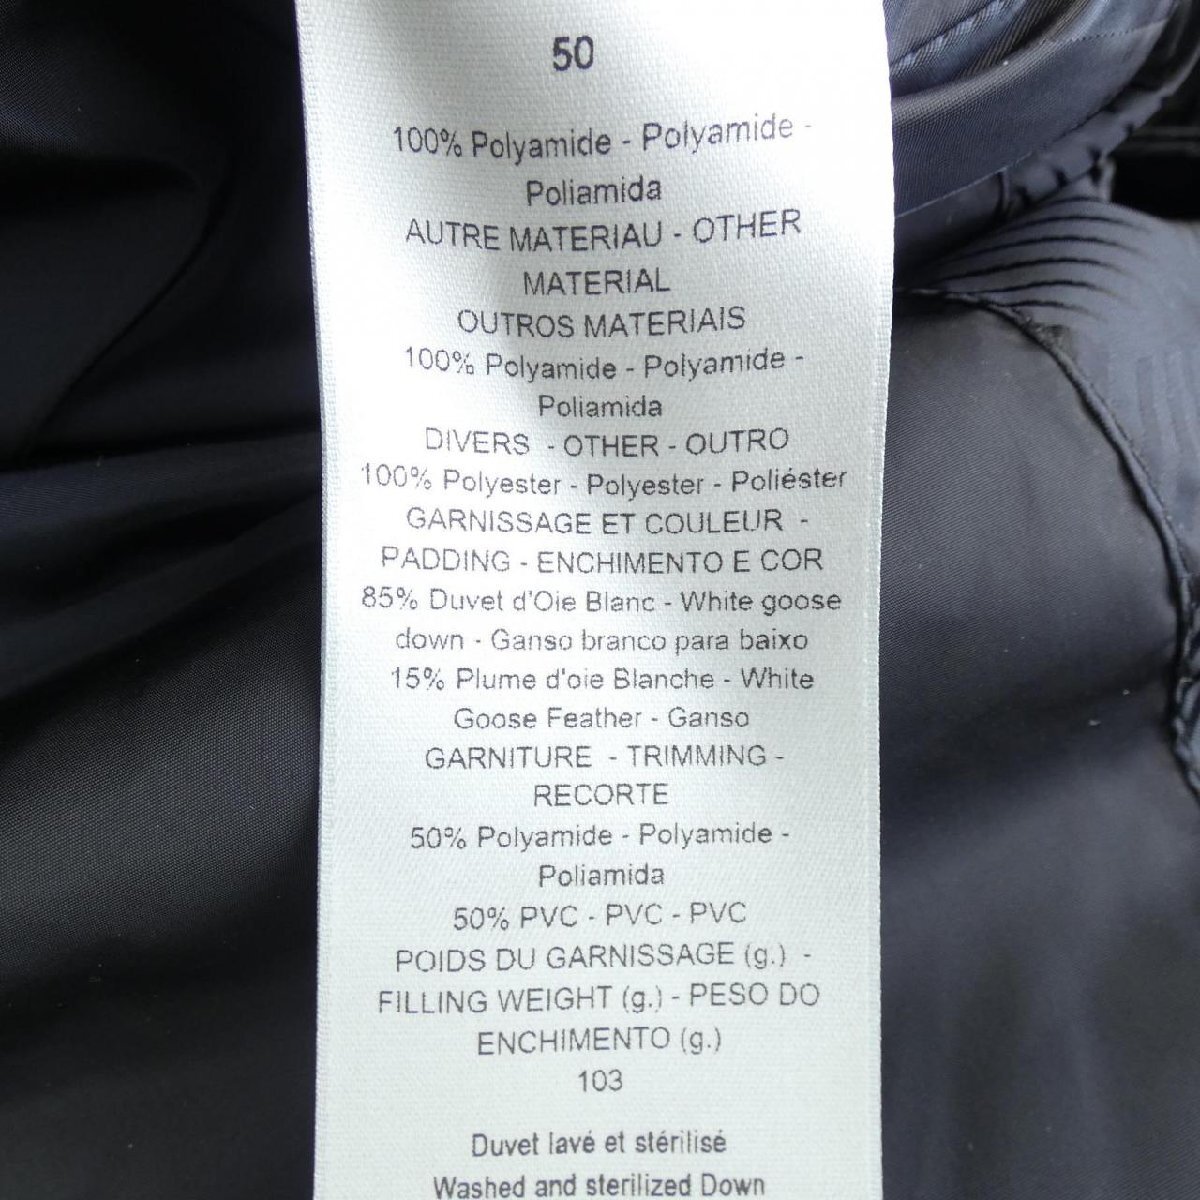 50
100% Polyamide - Polyamide -
Poliamida
AUTRE MATERIAU - OTHER
MATERIAL
OUTROS MATERIAIS
100% Polyamide - Polyamide -
Poliamida
DIVERS - OTHER - OUTRO
100% Polyester - Polyester - Poliéster
GARNISSAGE ET COULEUR -
PADDING - ENCHIMENTO E COR
85% Duvet d'Oie Blanc - White goose
down - Ganso branco para baixo
15% Plume d'oie Blanche - White
Goose Feather - Ganso
GARNITURE - TRIMMING -
RECORTE
50% Polyamide - Polyamide -
Poliamida
50% PVC - PVC - PVC
POIDS DU GARNISSAGE (g.) -
FILLING WEIGHT (g.) - PESO DO
ENCHIMENTO (g.)
103
Duvet lavé et stérilisé
Washed and sterilized Down